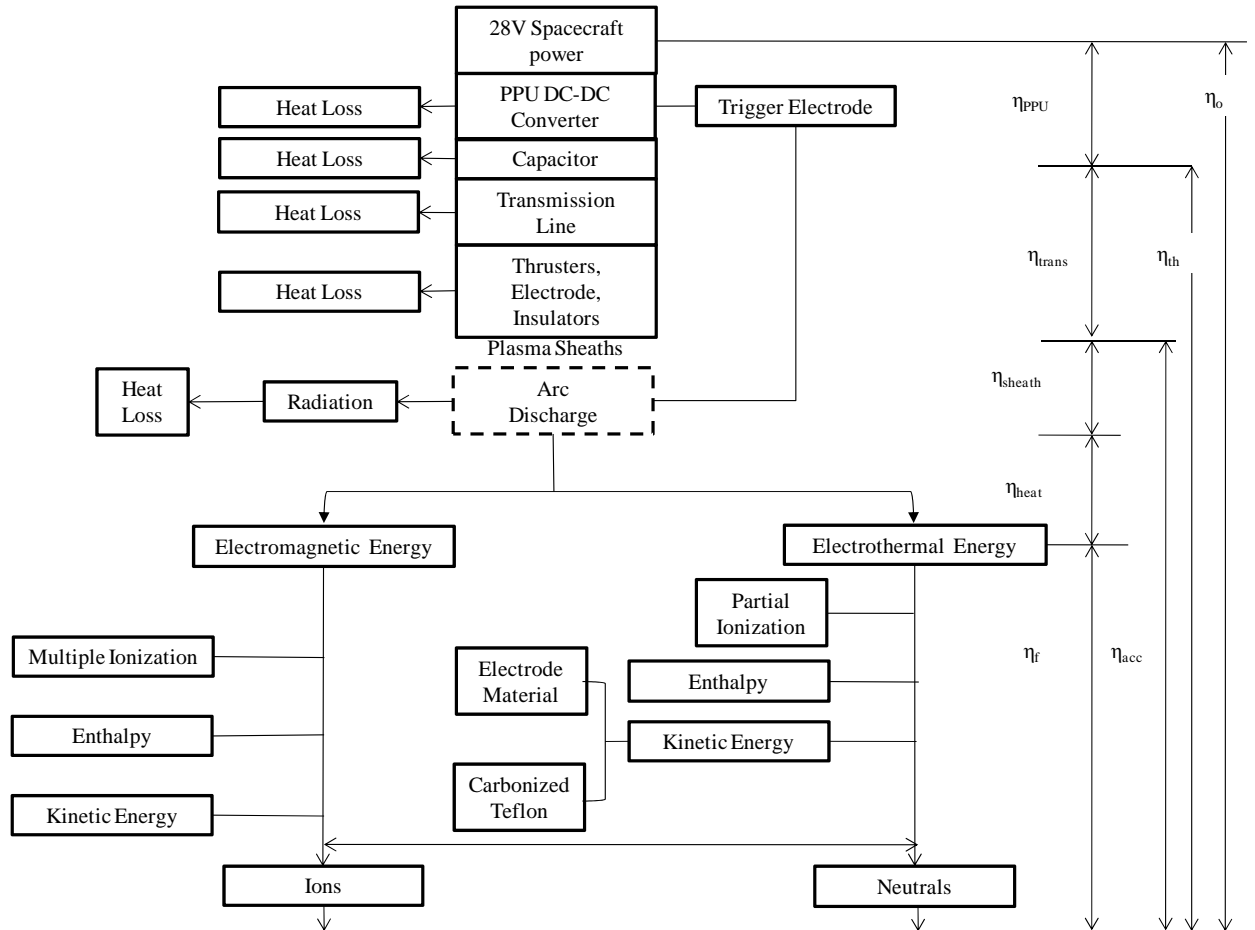 28V Spacecraft
power
PPU DC-DC
Converter
Heat Loss
Trigger Electrode
Capacitor
Heat Loss
Transmission
Line
Heat Loss
Thrusters,
Electrode,
Insulators
Heat Loss
Plasma Sheaths
Arc
Discharge
Radiation
Heat
Loss
Electromagnetic Energy
Electrothermal Energy
Multiple Ionization
Enthalpy
Kinetic Energy
Partial
Ionization
Enthalpy
Kinetic Energy
Electrode
Material
Carbonized
Teflon
Ions
Neutrals
ηPPU
ηo
ηtrans
ηth
ηsheath
ηheat
ηf
ηacc